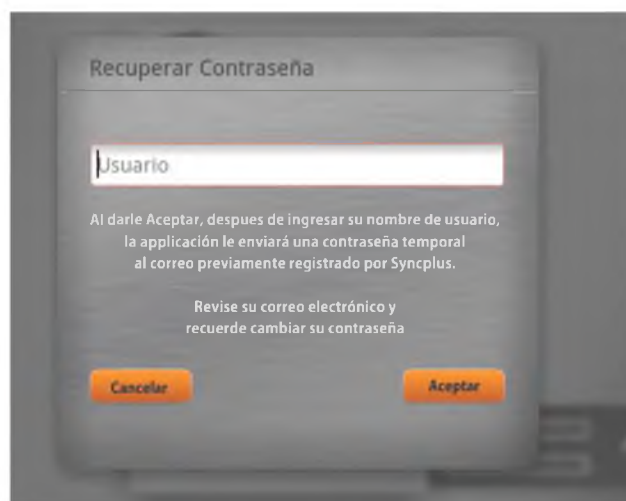 Recuperar Contraseña
Usuario
Al darle Aceptar, despues de ingresar su nombre de usuario,
la applicación le enviará una contraseña temporal
al correo previamente registrado por Syncplus.
Revise su correo electrónico y
recuerde cambiar su contraseña
Cancelar
Aceptar